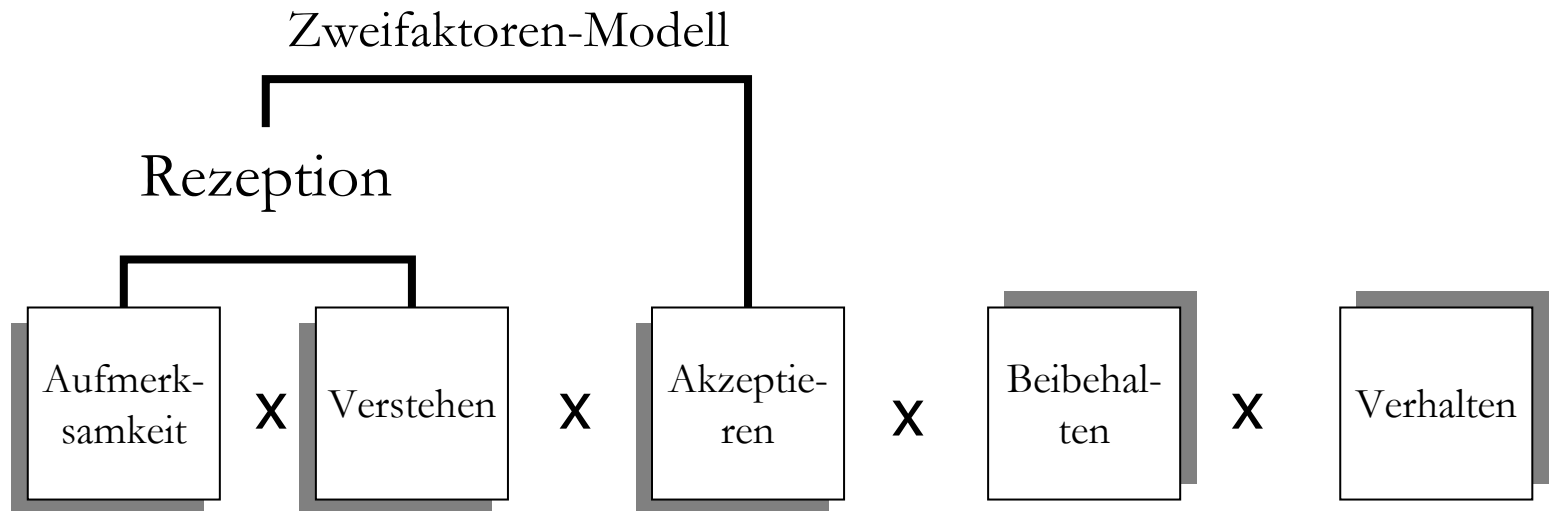 Zweifaktoren-Modell
Rezeption
Aufmerk-
samkeit
x
Verstehen
x
Akzeptie-
ren
x
Beibehal-
ten
x
Verhalten